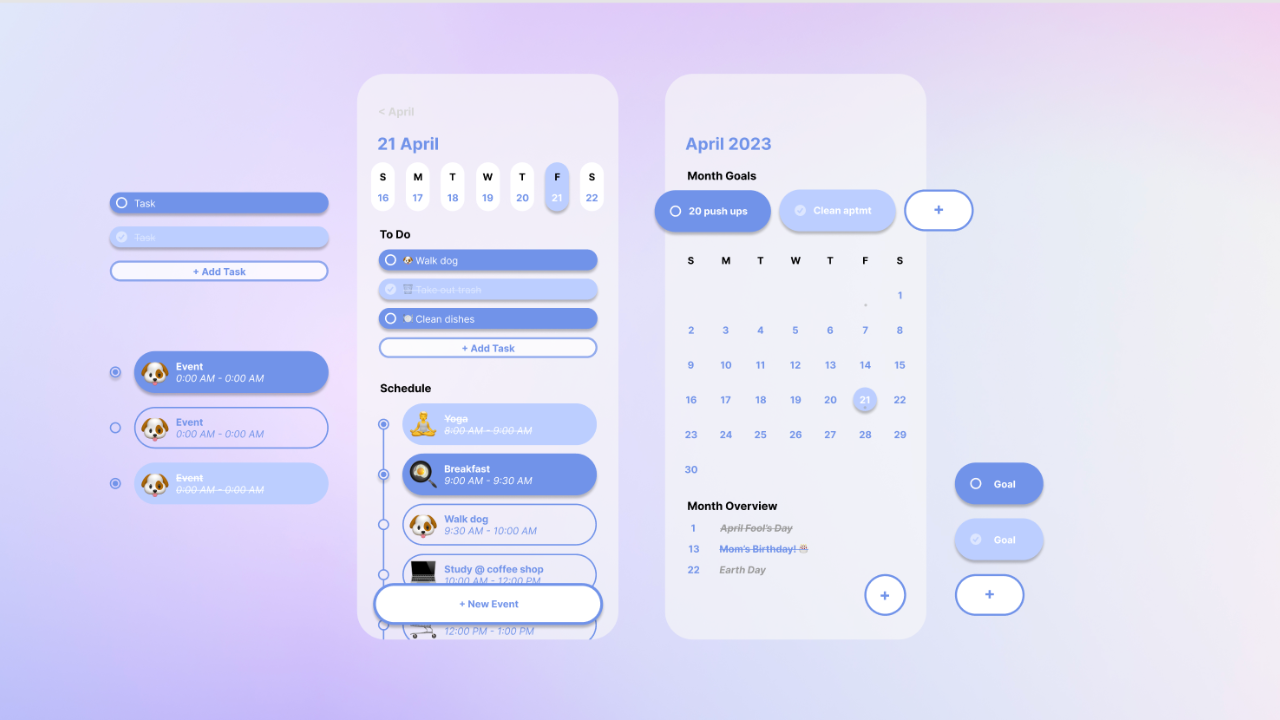 Task
Task
+ Add Task
Event
0:00 AM - 0:00 AM
Event
0:00 AM - 0:00 AM
Event
0:00 AM - 0:00 AM
< April
21 April
S M T W T F S
16 17 18 19 20 21 22
To Do
Walk dog
Take out trash
Clean dishes
+ Add Task
Schedule
Yoga
8:00 AM - 9:00 AM
Breakfast
9:00 AM - 9:30 AM
Walk dog
9:30 AM - 10:00 AM
Study @ coffee shop
10:00 AM - 12:00 PM
+ New Event
12:00 PM - 1:00 PM
April 2023
Month Goals
20 push ups
Clean aptmt
+
S M T W T F S
1
2 3 4 5 6 7 8
9 10 11 12 13 14 15
16 17 18 19 20 21 22
23 24 25 26 27 28 29
30
Month Overview
1 April Fool's Day
13 Mom's Birthday!
22 Earth Day
+
Goal
Goal
+